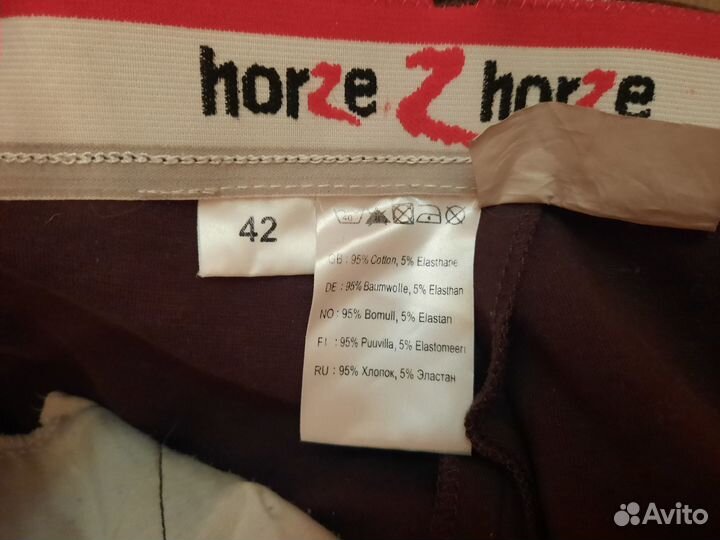 horze Z horze
42
40
GB : 95% Cotton, 5% Elasthane
DE : 95% Baumwolle, 5% Elasthan
NO : 95% Bomull, 5% Elastan
FI : 95% Puuvilla, 5% Elastomeeri
RU : 95% Хлопок, 5% Эластан
Avito